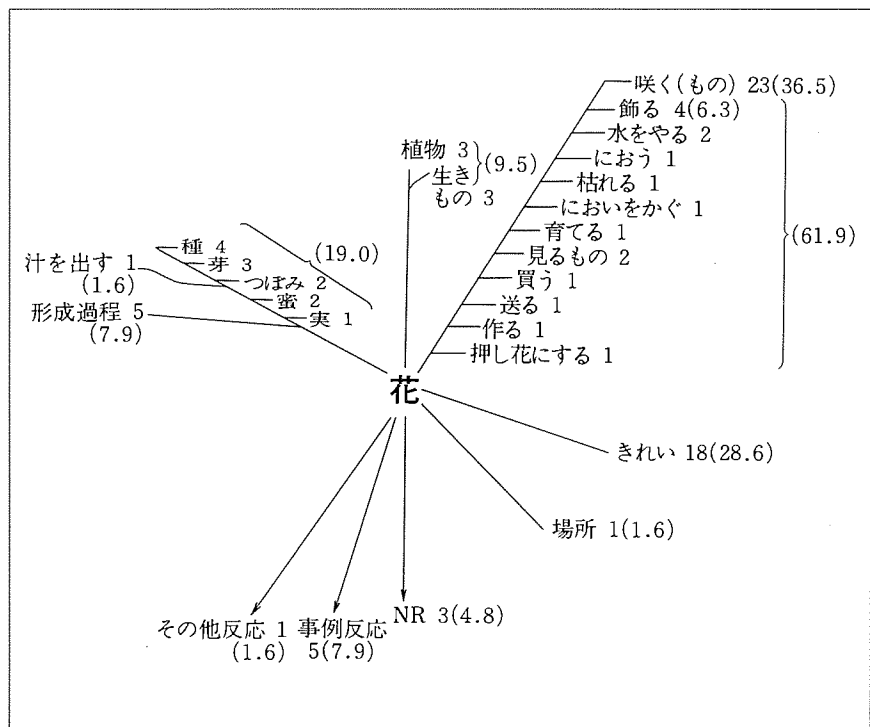 咲く(もの) 23(36.5)
飾る 4(6.3)
水をやる 2
におう 1
枯れる 1
においをかぐ 1
育てる 1
見るもの 2
買う 1
送る 1
作る 1
押し花にする 1
(61.9)
植物 3
生き
もの 3
(9.5)
種 4
芽 3
つぼみ 2
蜜 2
実 1
(19.0)
汁を出す 1
(1.6)
形成過程 5
(7.9)
花
きれい 18(28.6)
場所 1(1.6)
NR 3(4.8)
事例反応
5(7.9)
その他反応 1
(1.6)